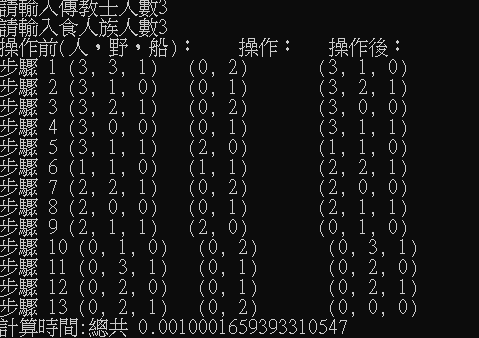 請輸入傳教士人數3
請輸入食人族人數3
操作前(人，野，船)： 操作： 操作後：
步驟 1 (3, 3, 1) (0, 2) (3, 1, 0)
步驟 2 (3, 1, 0) (0, 1) (3, 2, 1)
步驟 3 (3, 2, 1) (0, 2) (3, 0, 0)
步驟 4 (3, 0, 0) (0, 1) (3, 1, 1)
步驟 5 (3, 1, 1) (2, 0) (1, 1, 0)
步驟 6 (1, 1, 0) (1, 1) (2, 2, 1)
步驟 7 (2, 2, 1) (0, 2) (2, 0, 0)
步驟 8 (2, 0, 0) (0, 1) (2, 1, 1)
步驟 9 (2, 1, 1) (2, 0) (0, 1, 0)
步驟 10 (0, 1, 0) (0, 2) (0, 3, 1)
步驟 11 (0, 3, 1) (0, 1) (0, 2, 0)
步驟 12 (0, 2, 0) (0, 1) (0, 2, 1)
步驟 13 (0, 2, 1) (0, 2) (0, 0, 0)
計算時間:總共 0.0010001659393310547